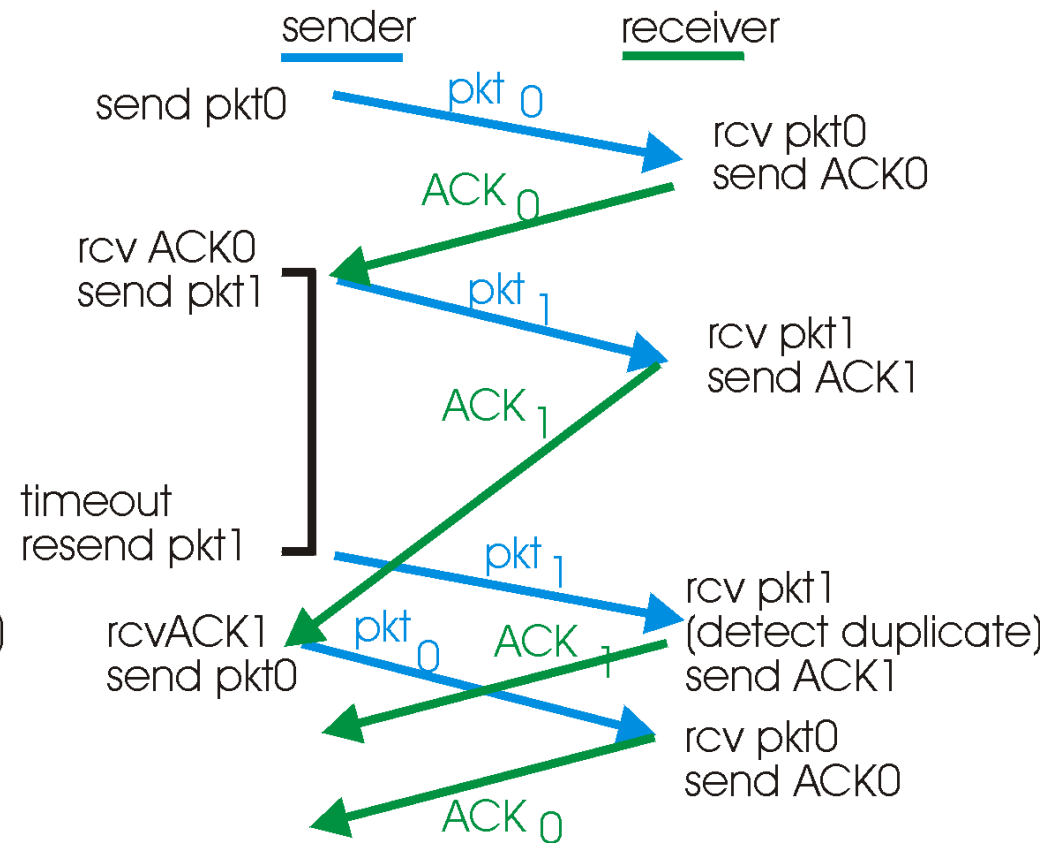 sender receiver
send pkt0
pkt 0
rcv pkt0
send ACK0
ACK 0
rcv ACK0
send pkt1
pkt 1
rcv pkt1
send ACK1
ACK 1
timeout
resend pkt1
pkt 1
rcv pkt1
(detect duplicate)
send ACK1
)
rcvACK1
send pkt0
pkt 0
ACK 1
rcv pkt0
send ACK0
ACK 0